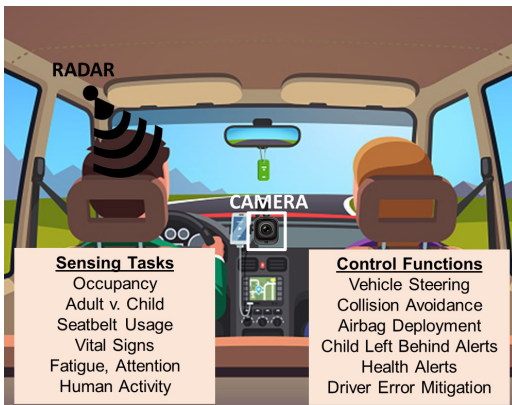 RADAR
CAMERA
Sensing Tasks
Occupancy
Adult v. Child
Seatbelt Usage
Vital Signs
Fatigue, Attention
Human Activity
Control Functions
Vehicle Steering
Collision Avoidance
Airbag Deployment
Child Left Behind Alerts
Health Alerts
Driver Error Mitigation